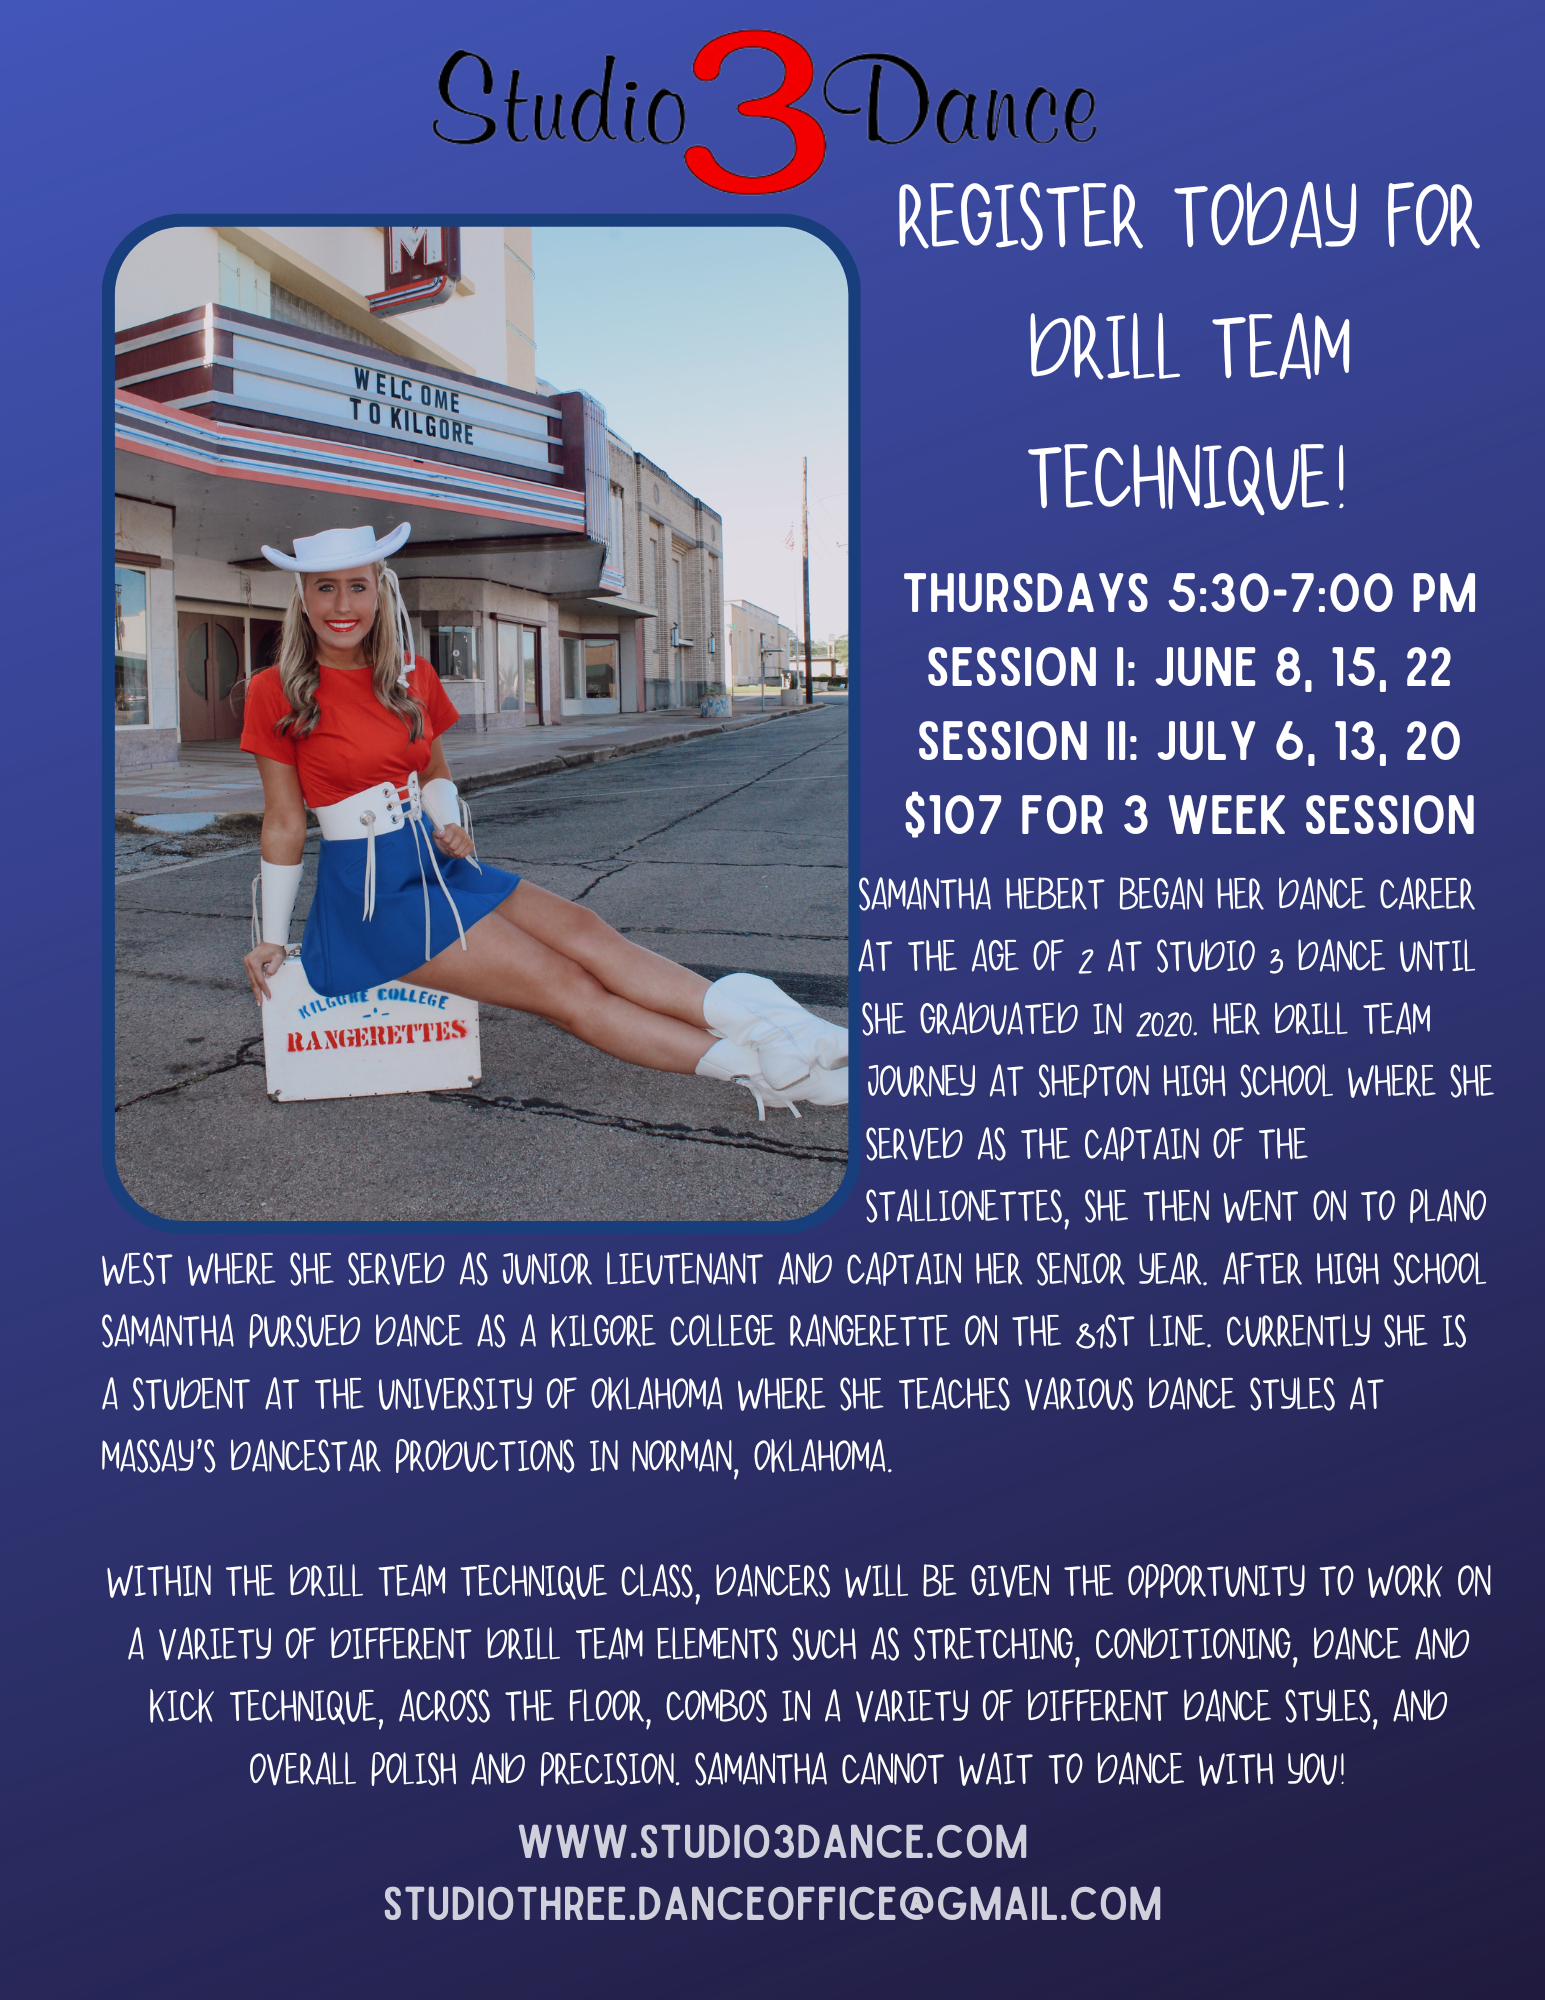 Studio 3 Dance
REGISTER TODAY FOR
DRILL TEAM
TECHNIQUE!
M
WELCOME
TO KILGORE
KILGORE COLLEGE
RANGERETTES
THURSDAYS 5:30-7:00 PM
SESSION I: JUNE 8, 15, 22
SESSION II: JULY 6, 13, 20
$107 FOR 3 WEEK SESSION
SAMANTHA HEBERT BEGAN HER DANCE CAREER
AT THE AGE OF 2 AT STUDIO 3 DANCE UNTIL
SHE GRADUATED IN 2020. HER DRILL TEAM
JOURNEY AT SHEPTON HIGH SCHOOL WHERE SHE
SERVED AS THE CAPTAIN OF THE
STALLIONETTES, SHE THEN WENT ON TO PLANO
WEST WHERE SHE SERVED AS JUNIOR LIEUTENANT AND CAPTAIN HER SENIOR YEAR. AFTER HIGH SCHOOL
SAMANTHA PURSUED DANCE AS A KILGORE COLLEGE RANGERETTE ON THE 81ST LINE. CURRENTLY SHE IS
A STUDENT AT THE UNIVERSITY OF OKLAHOMA WHERE SHE TEACHES VARIOUS DANCE STYLES AT
MASSAY'S DANCESTAR PRODUCTIONS IN NORMAN, OKLAHOMA.
WITHIN THE DRILL TEAM TECHNIQUE CLASS, DANCERS WILL BE GIVEN THE OPPORTUNITY TO WORK ON
A VARIETY OF DIFFERENT DRILL TEAM ELEMENTS SUCH AS STRETCHING, CONDITIONING, DANCE AND
KICK TECHNIQUE, ACROSS THE FLOOR, COMBOS IN A VARIETY OF DIFFERENT DANCE STYLES, AND
OVERALL POLISH AND PRECISION. SAMANTHA CANNOT WAIT TO DANCE WITH YOU!
WWW.STUDIO3DANCE.COM
STUDIOTHREE.DANCEOFFICE@GMAIL.COM